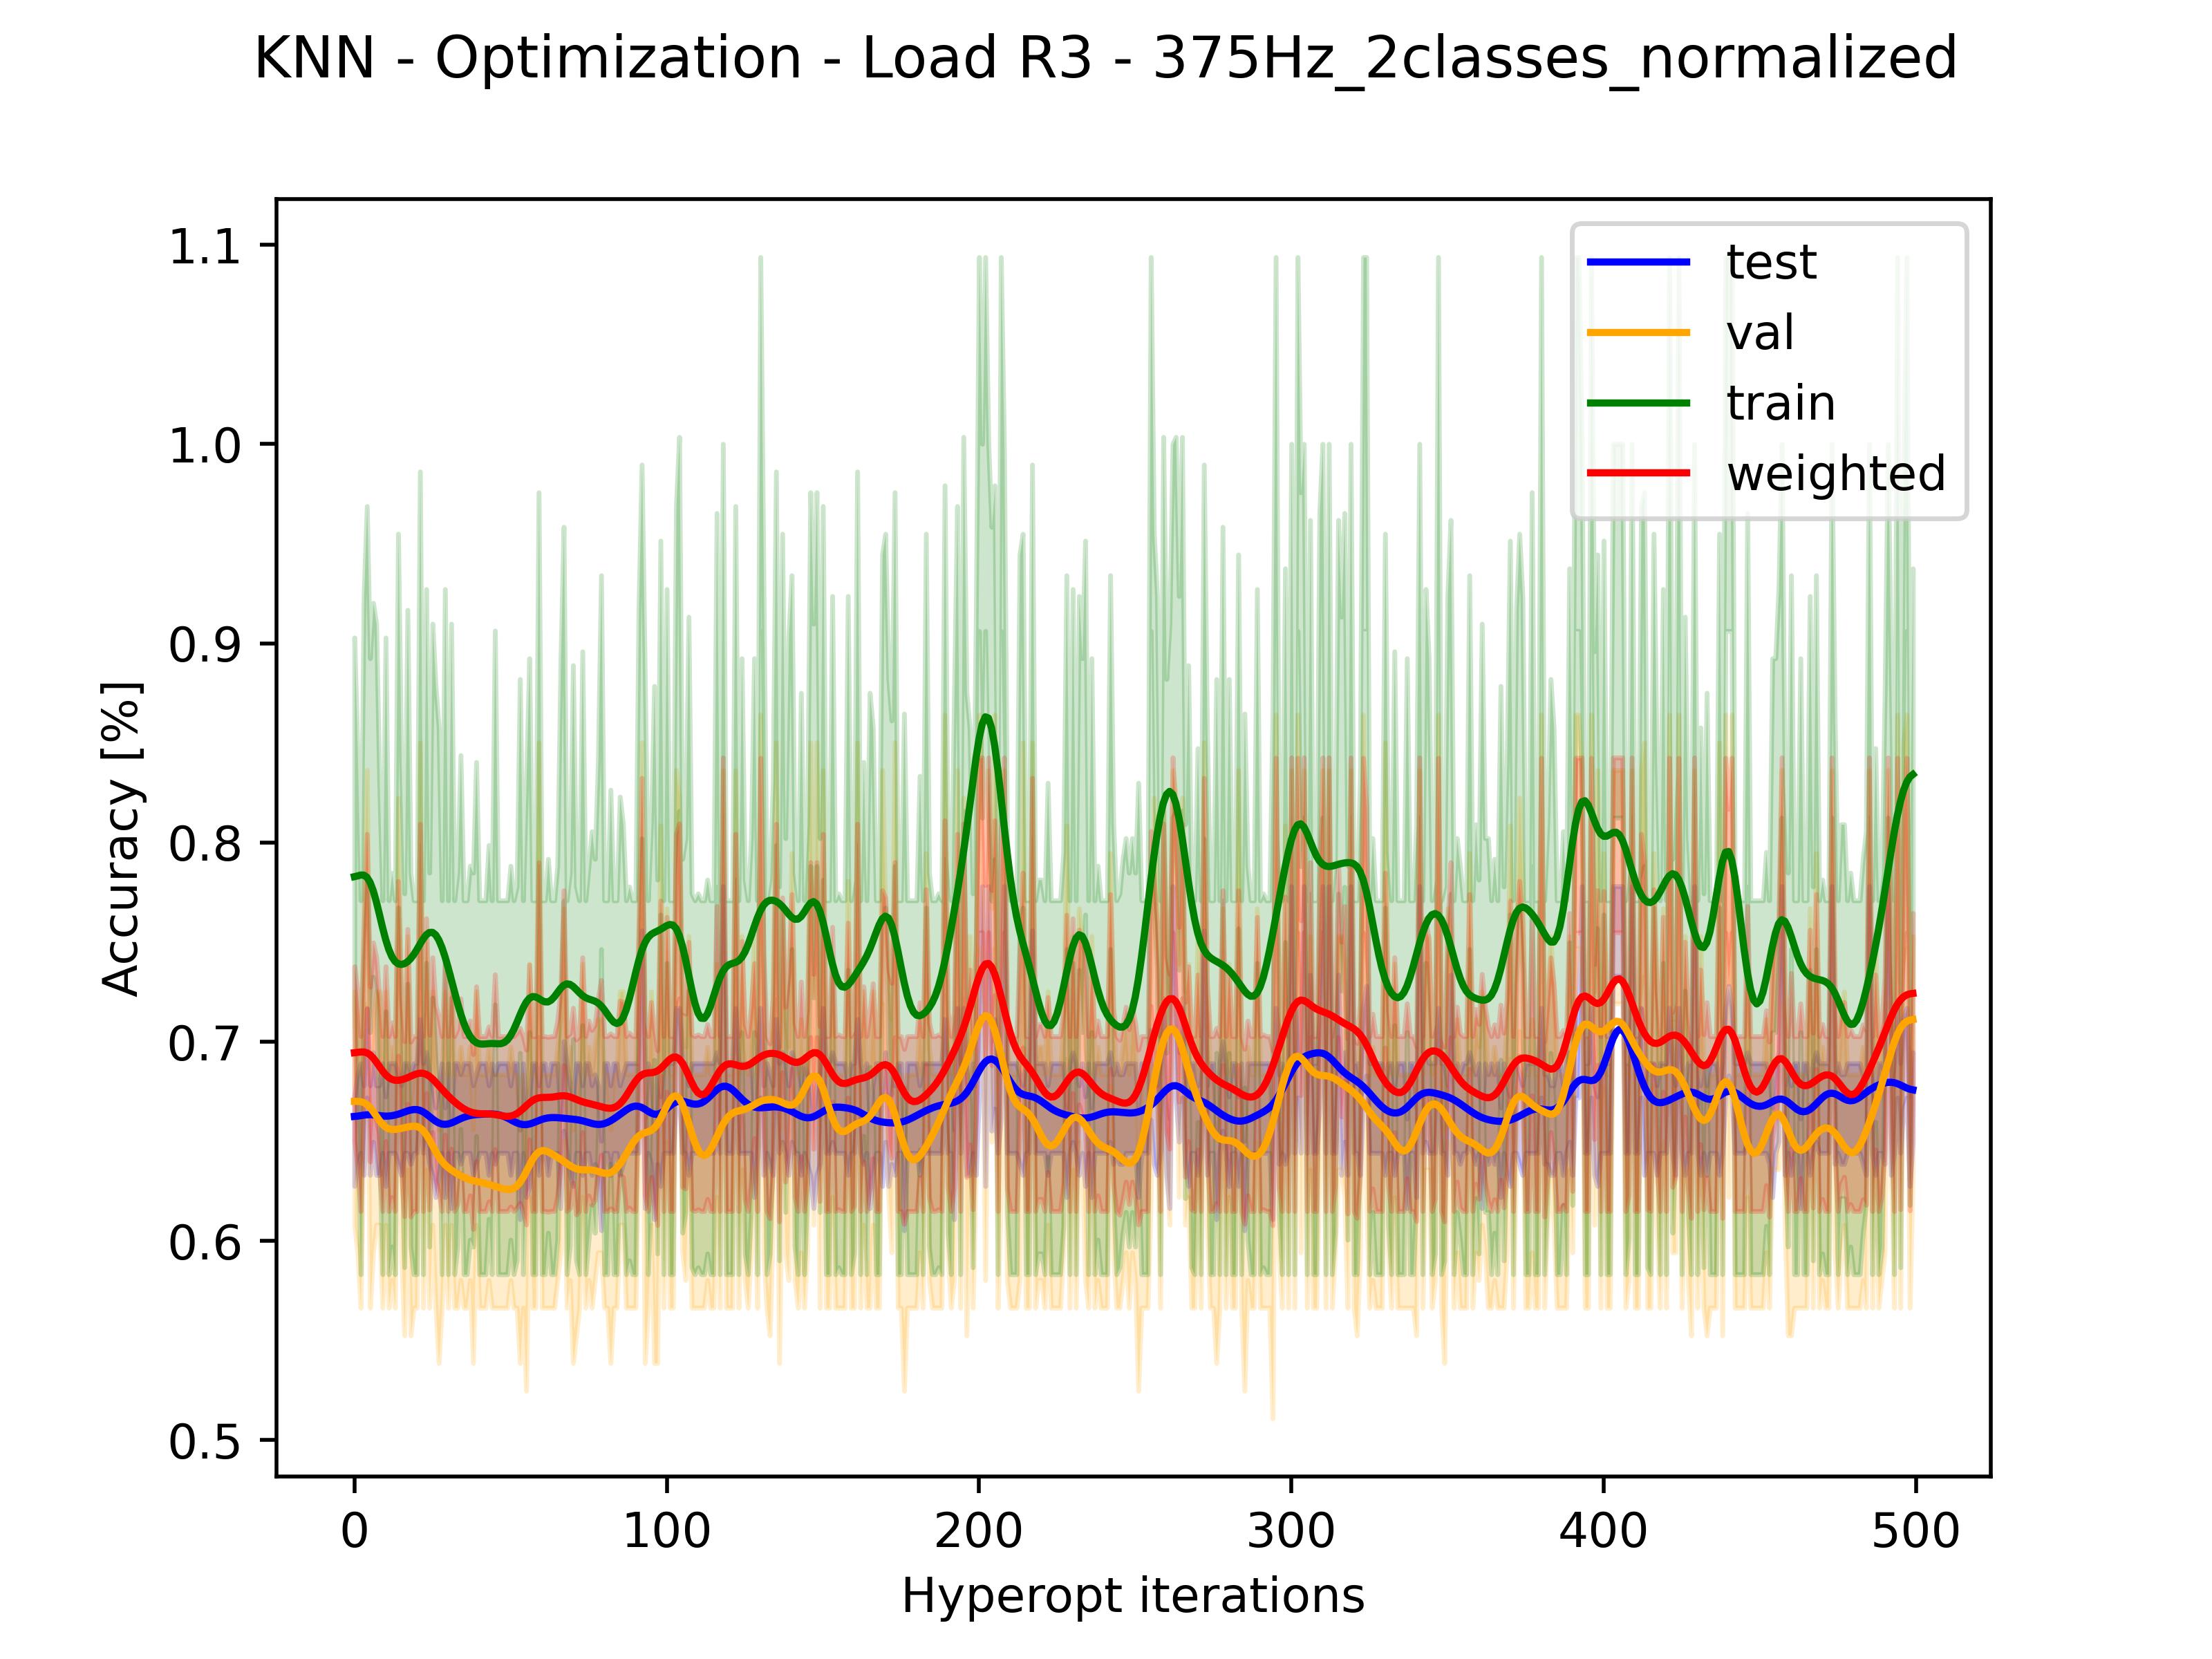 KNN - Optimization - Load R3 - 375Hz_2classes_normalized
1.1
1.0
0.9
0.8
0.7
0.6
0.5
Accuracy [%]
test
val
train
weighted
0 100 200 300 400 500
Hyperopt iterations